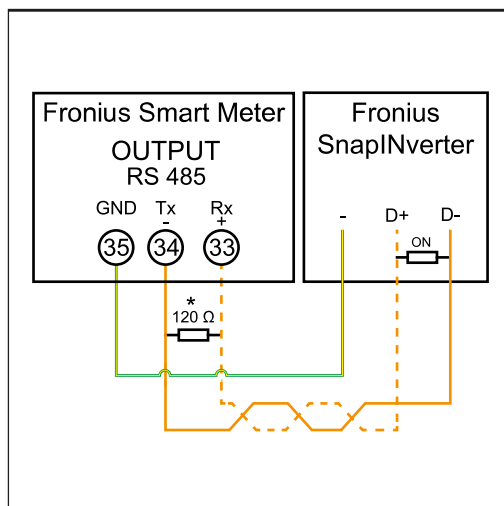 Fronius Smart Meter
OUTPUT
RS 485
GND Tx Rx
- +
35 34 33
*
120 Ω
Fronius
SnapINverter
- D+ D-
ON